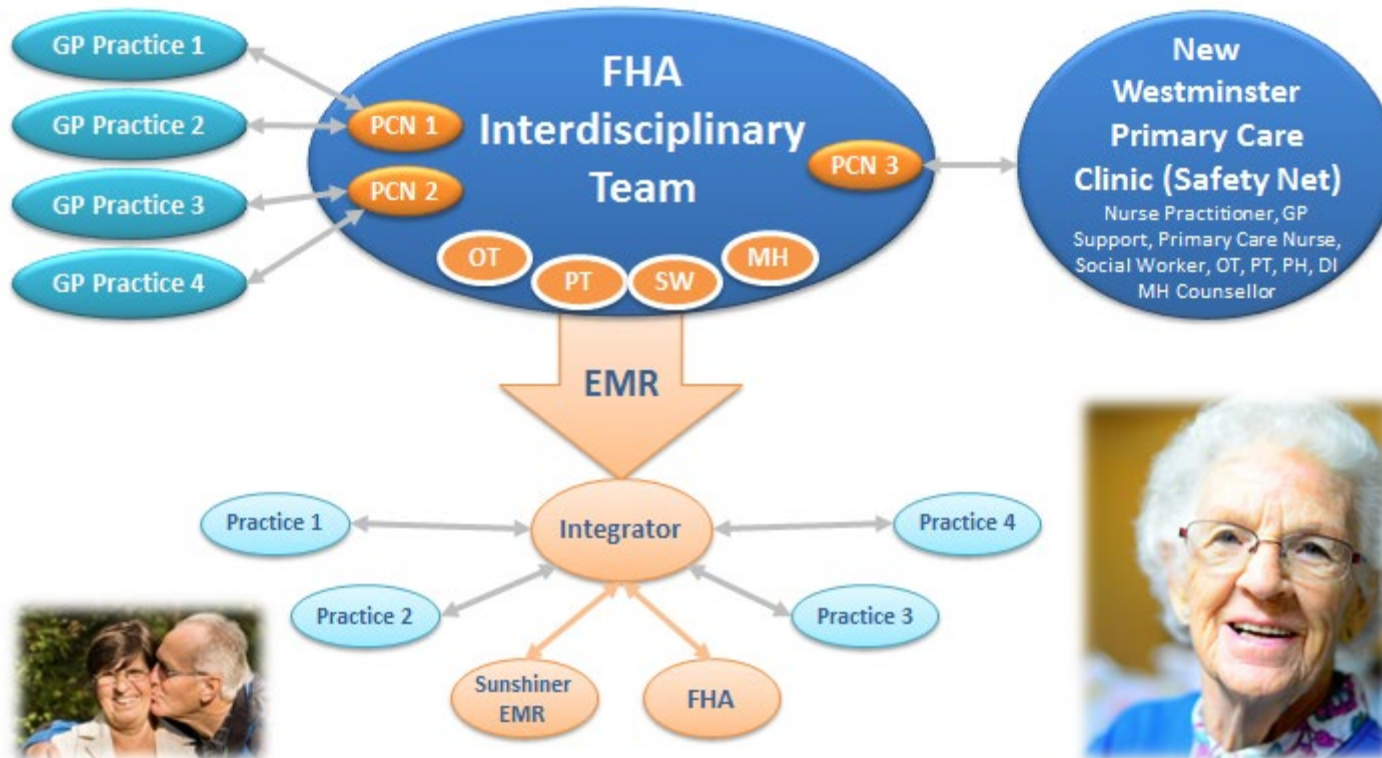 GP Practice 1
GP Practice 2
GP Practice 3
GP Practice 4
PCN 1
PCN 2
FHA
Interdisciplinary
Team
PCN 3
OT
PT
SW
MH
New
Westminster
Primary Care
Clinic (Safety Net)
Nurse Practitioner, GP
Support, Primary Care Nurse,
Social Worker, OT, PT, PH, DI
MH Counsellor
EMR
Integrator
Practice 1
Practice 2
Practice 4
Practice 3
Sunshiner
EMR
FHA